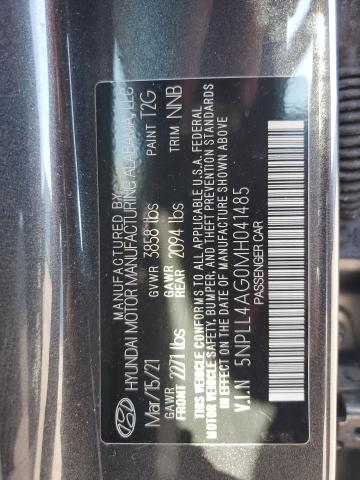 MANUFACTURED BY
HYUNDAI MOTOR MANUFACTURING ALABAMA, LLC
Mar/15/21 GVWR 3858 lbs PAINT T2G
GAWR FRONT 2271 lbs GAWR REAR 2094 lbs TRIM NNB
THIS VEHICLE CONFORMS TO ALL APPLICABLE U.S.A. FEDERAL
MOTOR VEHICLE SAFETY, BUMPER, AND THEFT PREVENTION STANDARDS
IN EFFECT ON THE DATE OF MANUFACTURE SHOWN ABOVE.
V.I.N 5NPLL4AG0MH041485
PASSENGER CAR